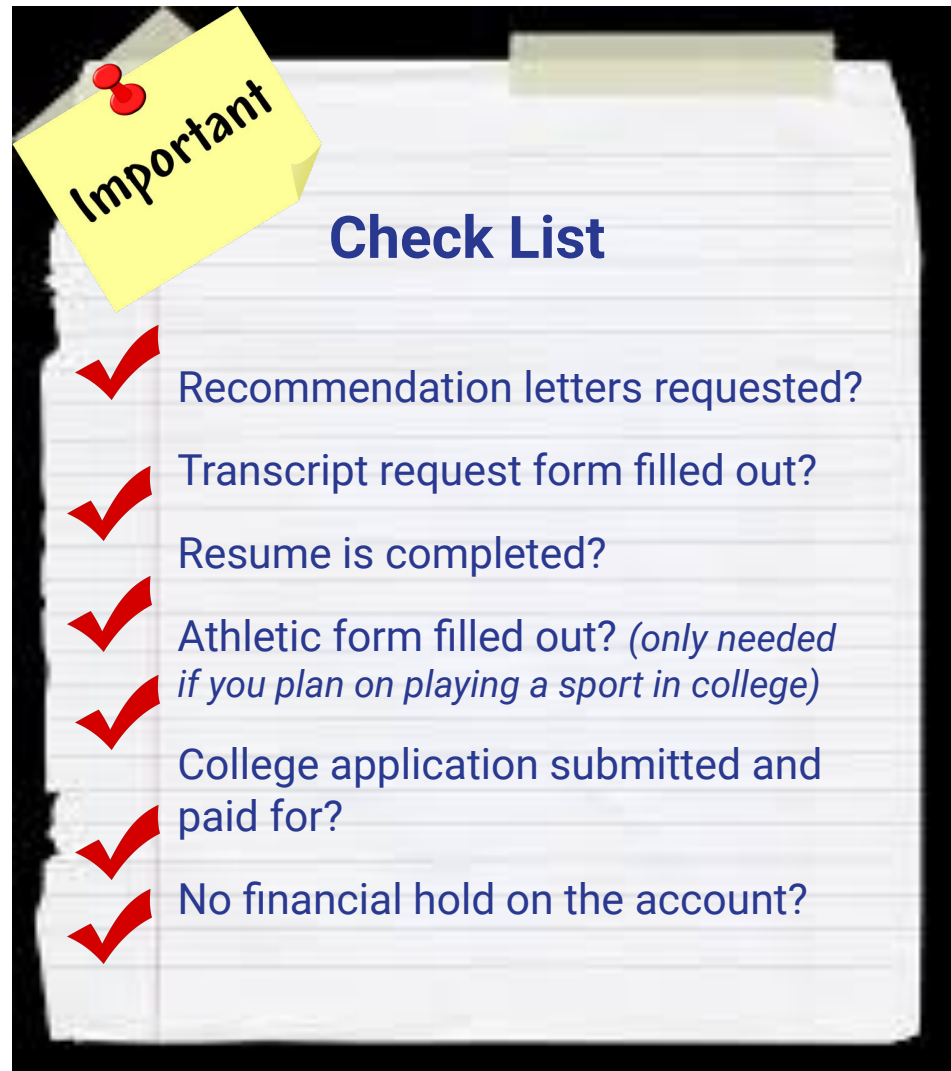 Important
Check List
Recommendation letters requested?
Transcript request form filled out?
Resume is completed?
Athletic form filled out? (only needed
if you plan on playing a sport in college)
College application submitted and
paid for?
No financial hold on the account?